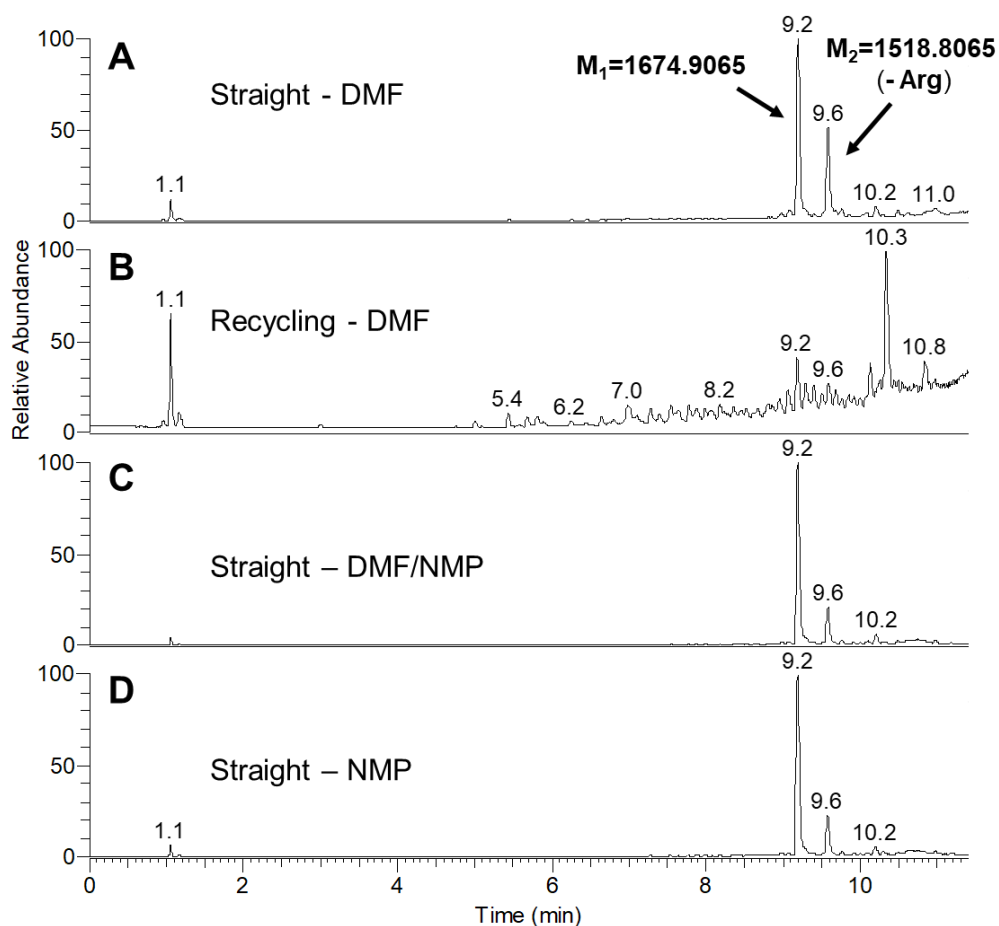 A
Straight - DMF
M₁=1674.9065
M₂=1518.8065
(- Arg)
100
50
0
1.1
9.2
9.6
10.2
11.0
Relative Abundance
B
Recycling - DMF
100
50
0
1.1
5.4
6.2
7.0
8.2
9.2
9.6
10.3
10.8
C
Straight – DMF/NMP
100
50
0
9.2
9.6
10.2
D
Straight – NMP
100
50
0
1.1
9.2
9.6
10.2
0 2 4 6 8 10
Time (min)